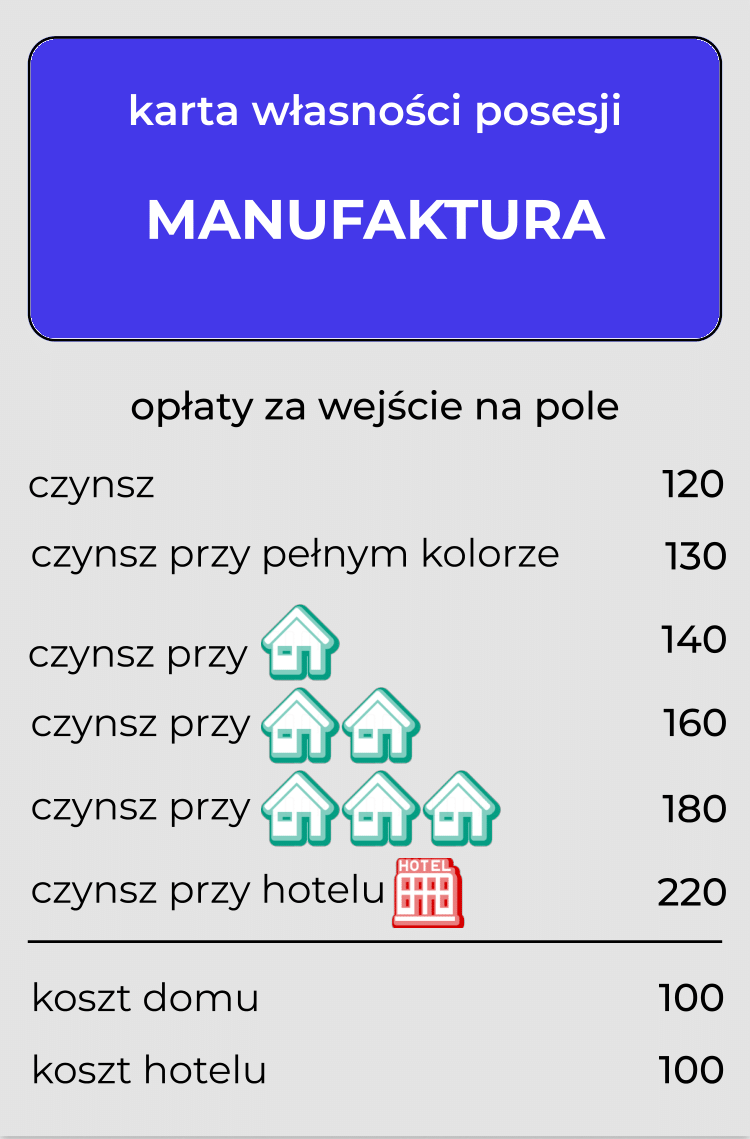 karta własności posesji
MANUFAKTURA
opłaty za wejście na pole
czynsz 120
czynsz przy pełnym kolorze 130
czynsz przy 140
czynsz przy 160
czynsz przy 180
czynsz przy hotelu HOTEL 220
koszt domu 100
koszt hotelu 100